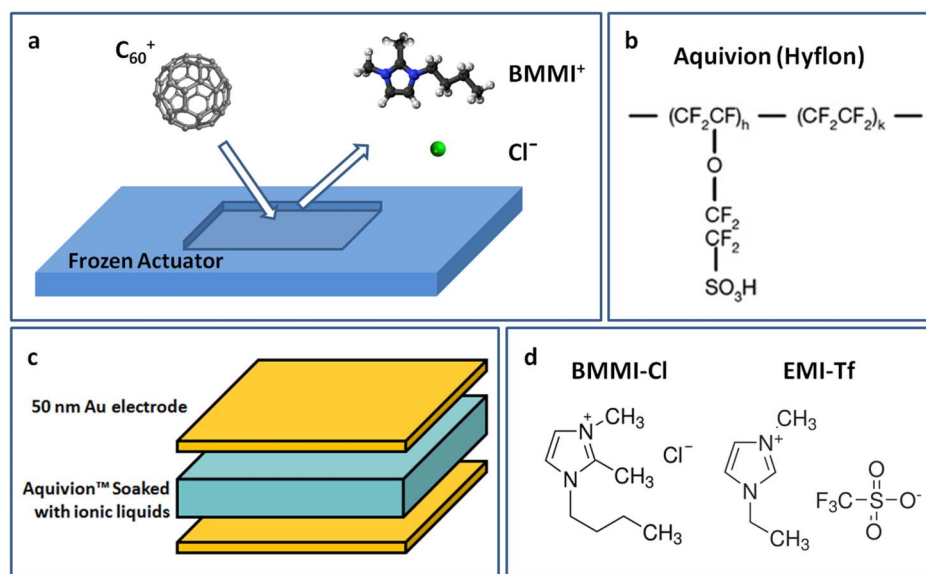 a
C₆₀⁺
BMMI⁺
Cl⁻
Frozen Actuator
b
Aquivion (Hyflon)
(CF₂CF)ₕ — (CF₂CF₂)ₖ
O
CF₂
CF₂
SO₃H
c
50 nm Au electrode
Aquivion™ Soaked
with ionic liquids
d
BMMI-Cl
EMI-Tf
CH₃
N⁺
CH₃
N
CH₃
Cl⁻
CH₃
N⁺
N
CH₃
O
F₃C S O⁻
O